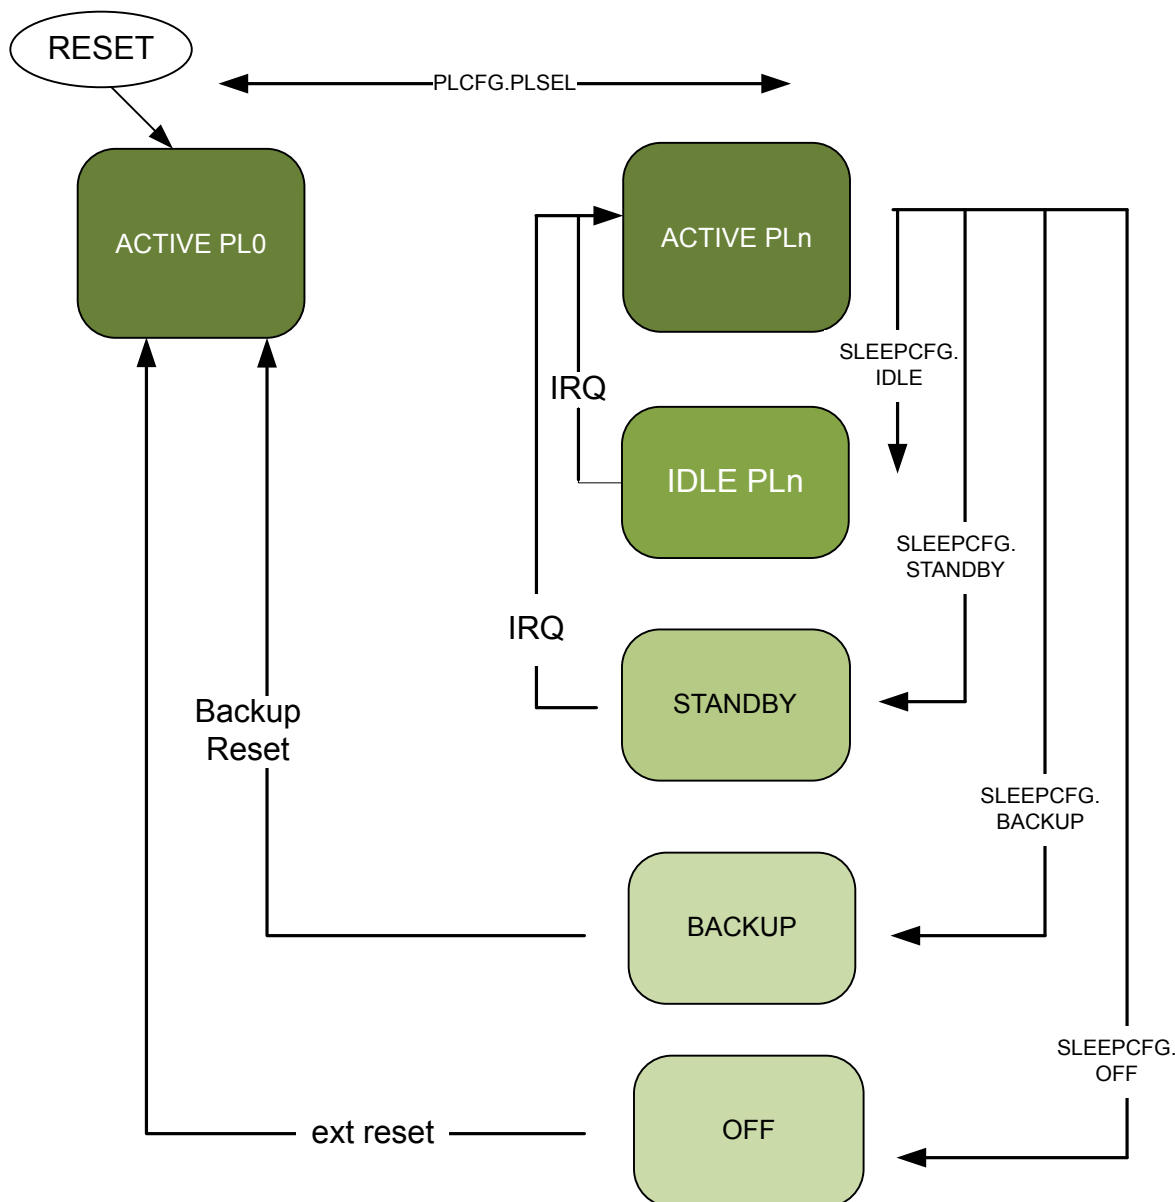 RESET
PLCFG.PLSEL
ACTIVE PL0
ACTIVE PLn
SLEEPCFG.
IDLE
IRQ
IDLE PLn
SLEEPCFG.
STANDBY
IRQ
STANDBY
Backup
Reset
SLEEPCFG.
BACKUP
BACKUP
SLEEPCFG.
OFF
ext reset
OFF